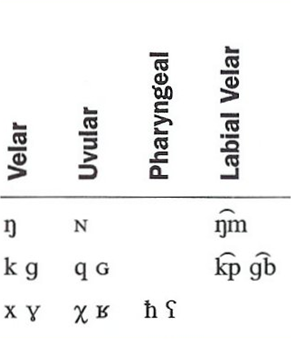 Velar Uvular Pharyngeal Labial Velar
ŋ ɴ ŋ͡m
k ɡ q ɢ k͡p ɡ͡b
x ɣ χ ʁ ħ ʕ